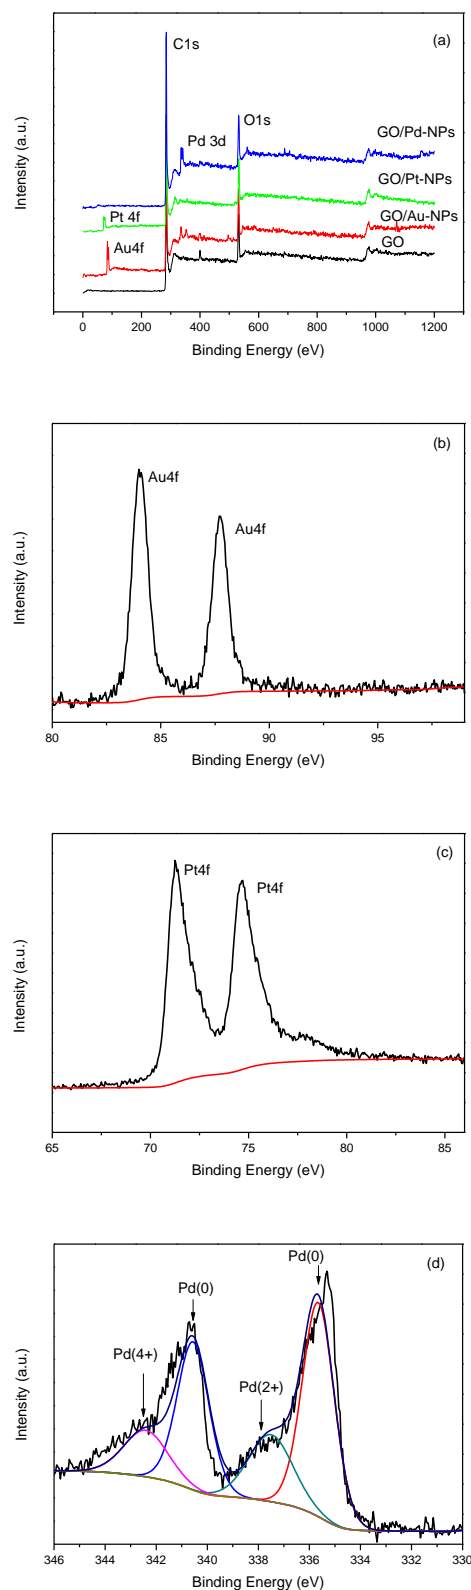 (a)
C1s
O1s
Pd 3d
GO/Pd-NPs
GO/Pt-NPs
Pt 4f
GO/Au-NPs
Au4f
GO
Intensity (a.u.)
0 200 400 600 800 1000 1200
Binding Energy (eV)
(b)
Au4f
Au4f
Intensity (a.u.)
80 85 90 95
Binding Energy (eV)
(c)
Pt4f
Pt4f
Intensity (a.u.)
65 70 75 80 85
Binding Energy (eV)
(d)
Pd(0)
Pd(0)
Pd(4+)
Pd(2+)
Intensity (a.u.)
346 344 342 340 338 336 334 332 330
Binding Energy (eV)